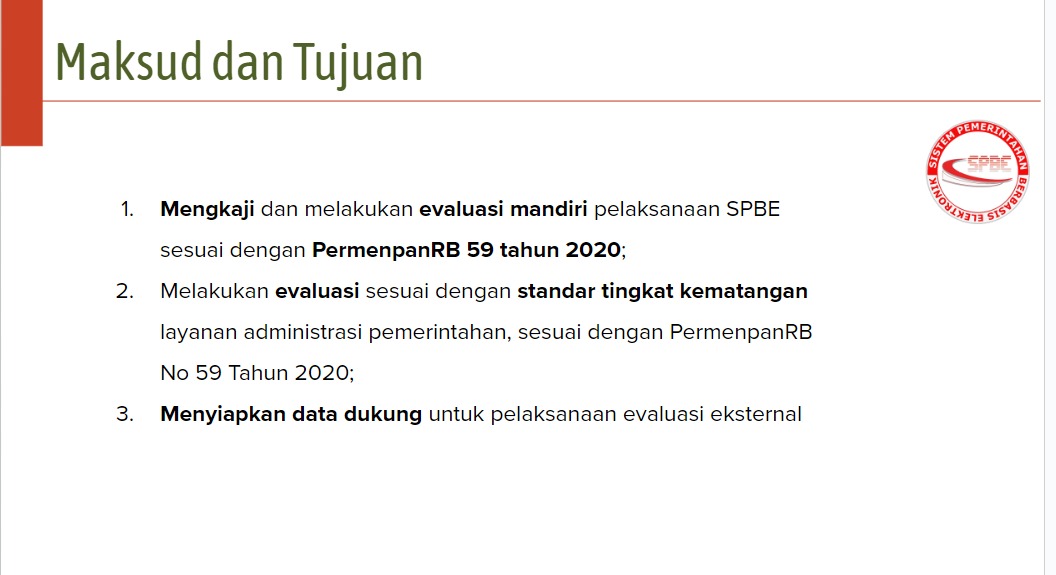 Maksud dan Tujuan
SISTEM PEMERINTAHAN BERBASIS ELEKTRONIK
SPBE
1. Mengkaji dan melakukan evaluasi mandiri pelaksanaan SPBE
sesuai dengan PermenpanRB 59 tahun 2020;
2. Melakukan evaluasi sesuai dengan standar tingkat kematangan
layanan administrasi pemerintahan, sesuai dengan PermenpanRB
No 59 Tahun 2020;
3. Menyiapkan data dukung untuk pelaksanaan evaluasi eksternal